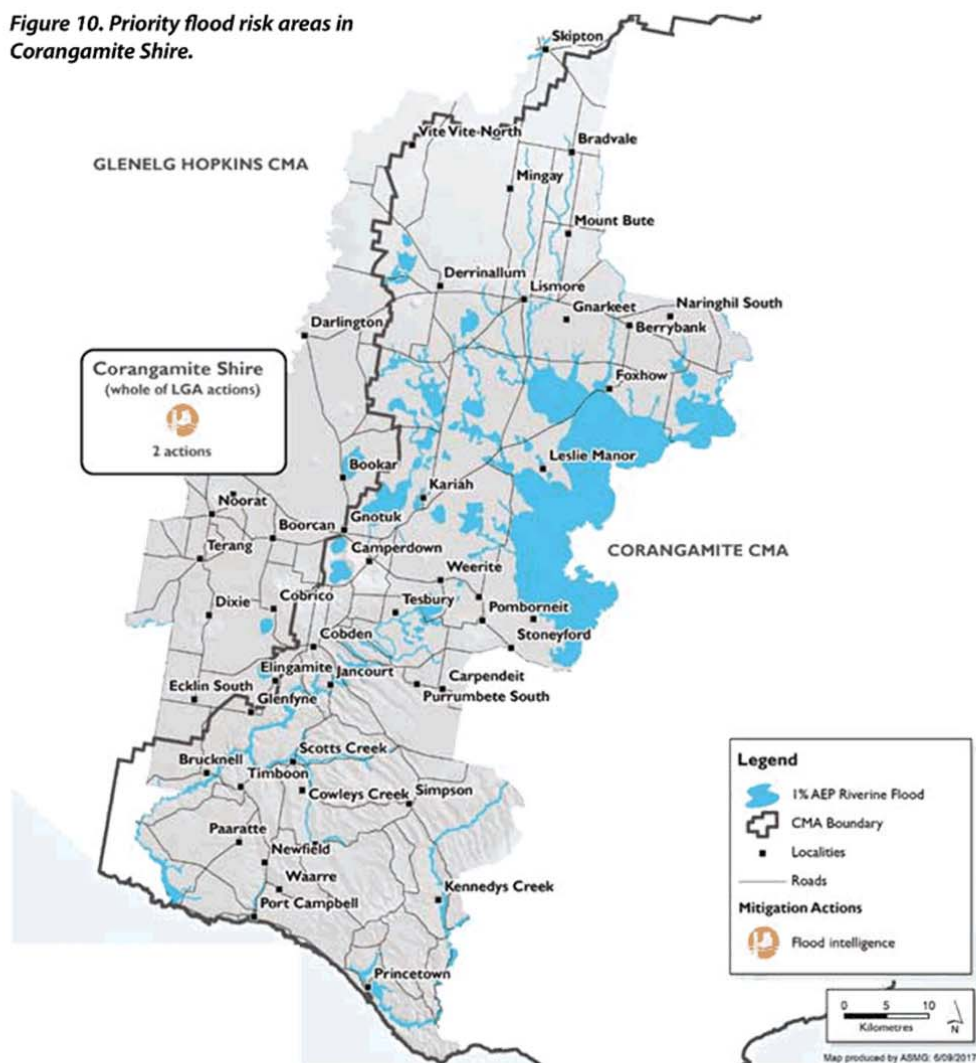 Figure 10. Priority flood risk areas in
Corangamite Shire.
Skipton
Vite Vite North
Bradvale
GLENELG HOPKINS CMA
Mingay
Mount Bute
Derrinallum
Lismore
Gnarkeet
Naringhil South
Darlington
Berrybank
Corangamite Shire
(whole of LGA actions)
2 actions
Foxhow
Leslie Manor
Bookar
Kariah
Noorat
Gnotuk
Boorcan
Terang
Camperdown
CORANGAMITE CMA
Weerite
Cobrico
Dixie
Tesbury
Pomborneit
Cobden
Stoneyford
Elingamite
Jancourt
Carpendeit
Ecklin South
Purrumbete South
Glenfyne
Scotts Creek
Brucknell
Timboon
Cowleys Creek
Simpson
Paaratte
Newfield
Waarre
Kennedys Creek
Port Campbell
Princetown
Legend
1% AEP Riverine Flood
CMA Boundary
Localities
Roads
Mitigation Actions
Flood intelligence
0 5 10
Kilometres
N
Map produced by ASMG: 6/09/2017